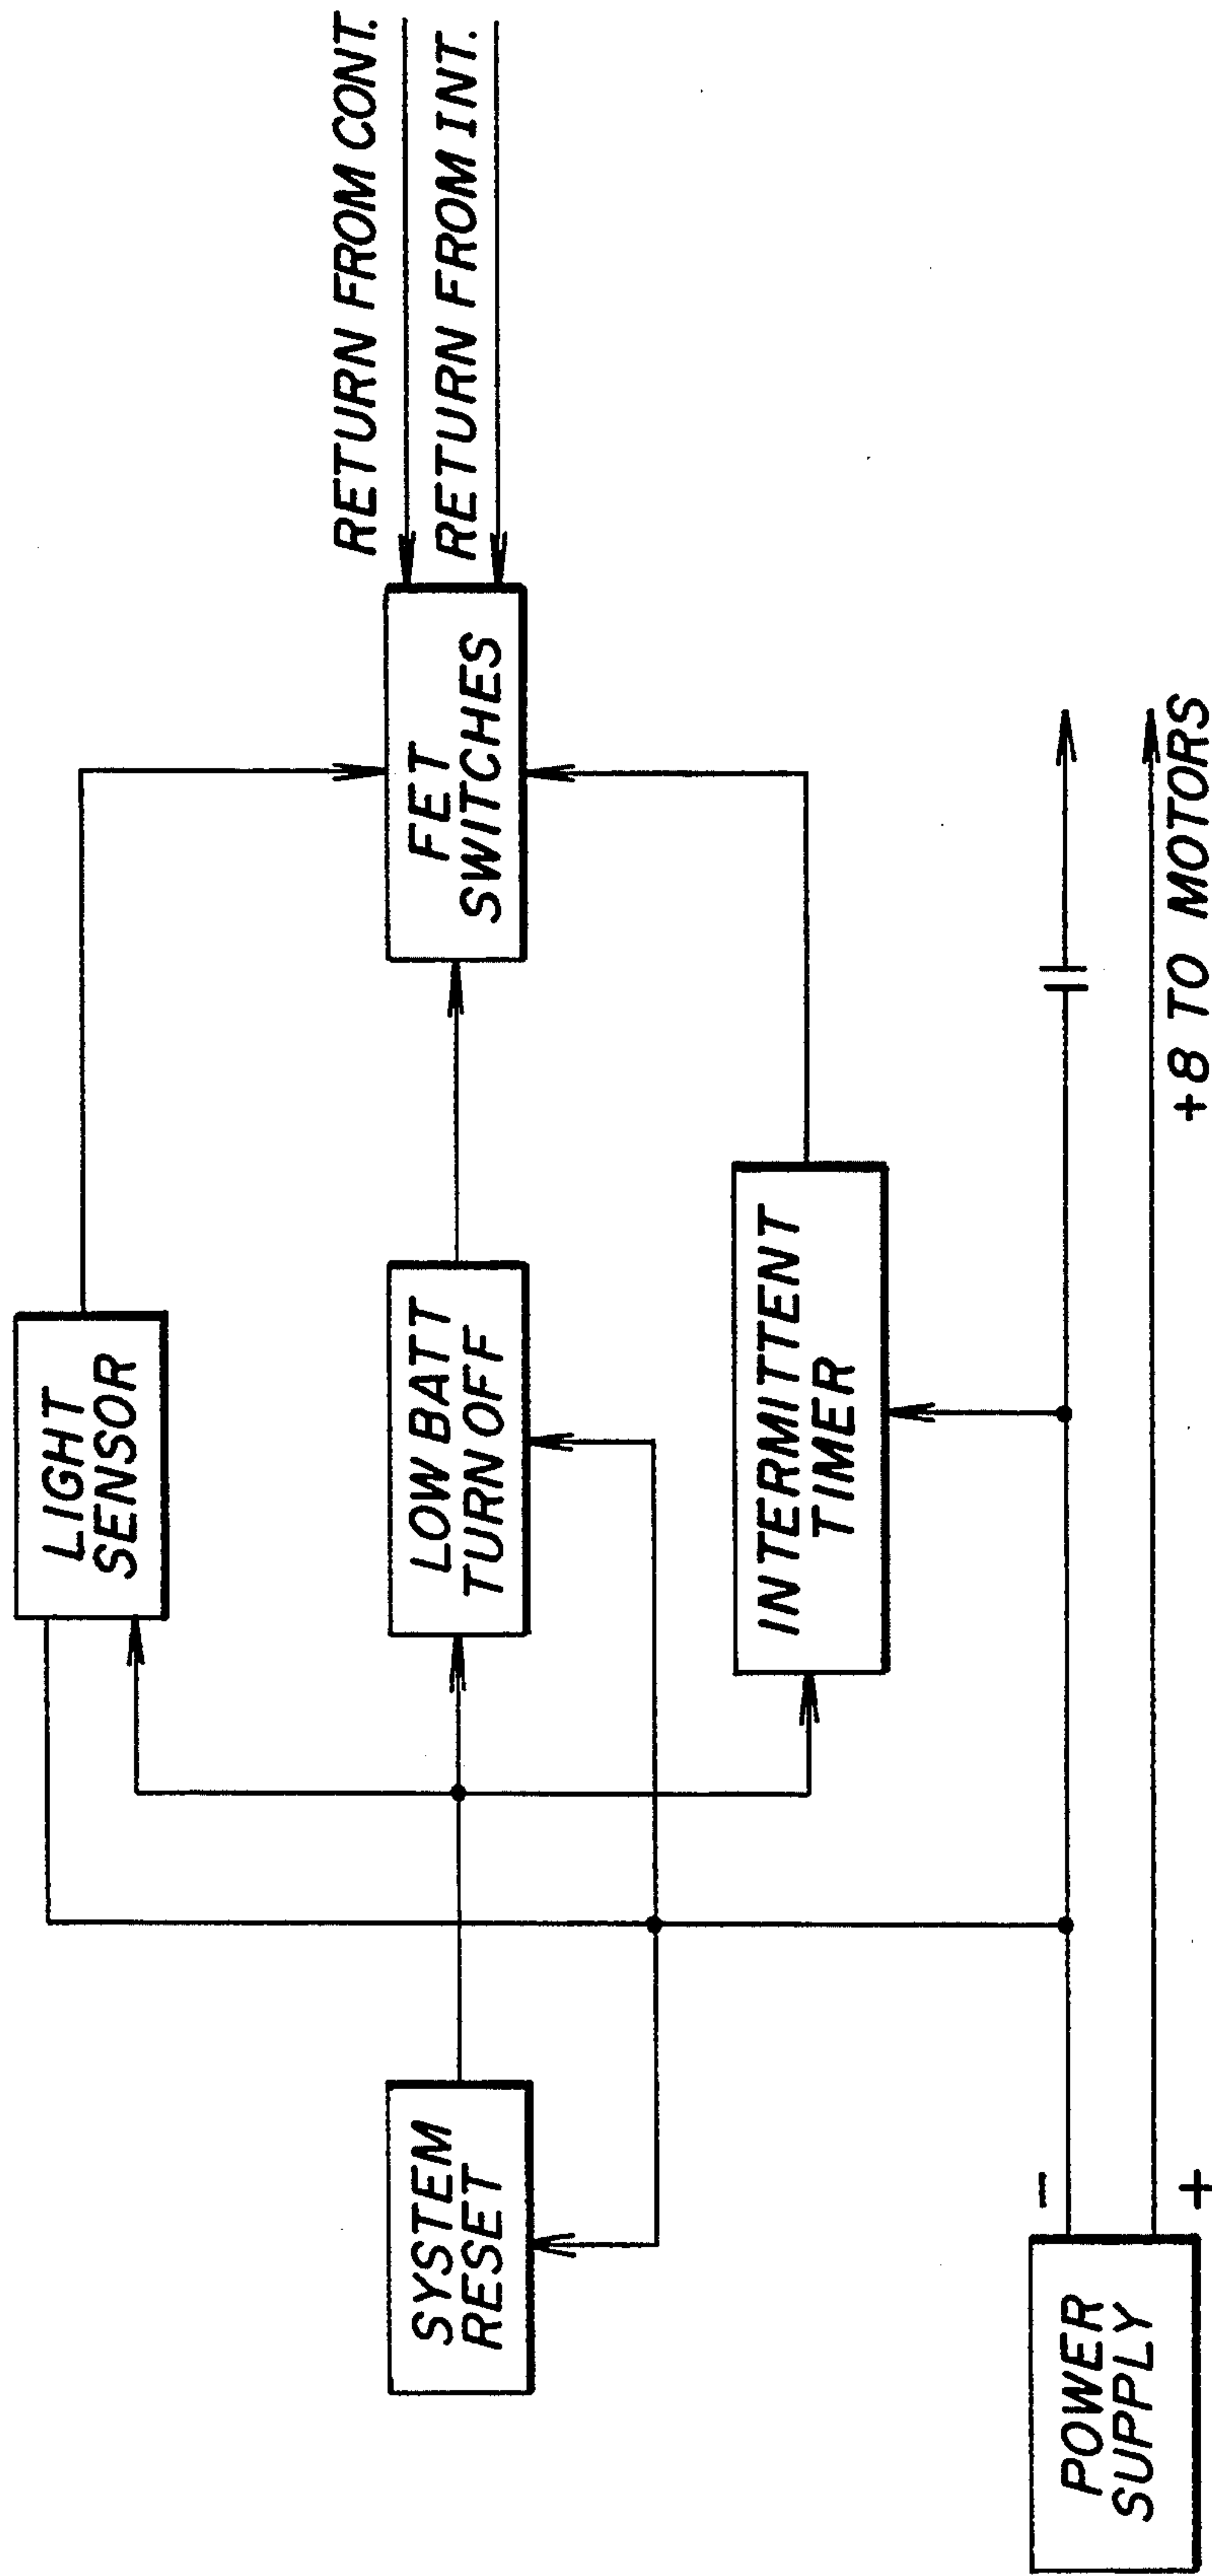 LIGHT
SENSOR
RETURN FROM CONT.
RETURN FROM INT.
SYSTEM
RESET
LOW BATT
TURN OFF
FET
SWITCHES
INTERMITTENT
TIMER
POWER
SUPPLY
-
+
+8 TO MOTORS